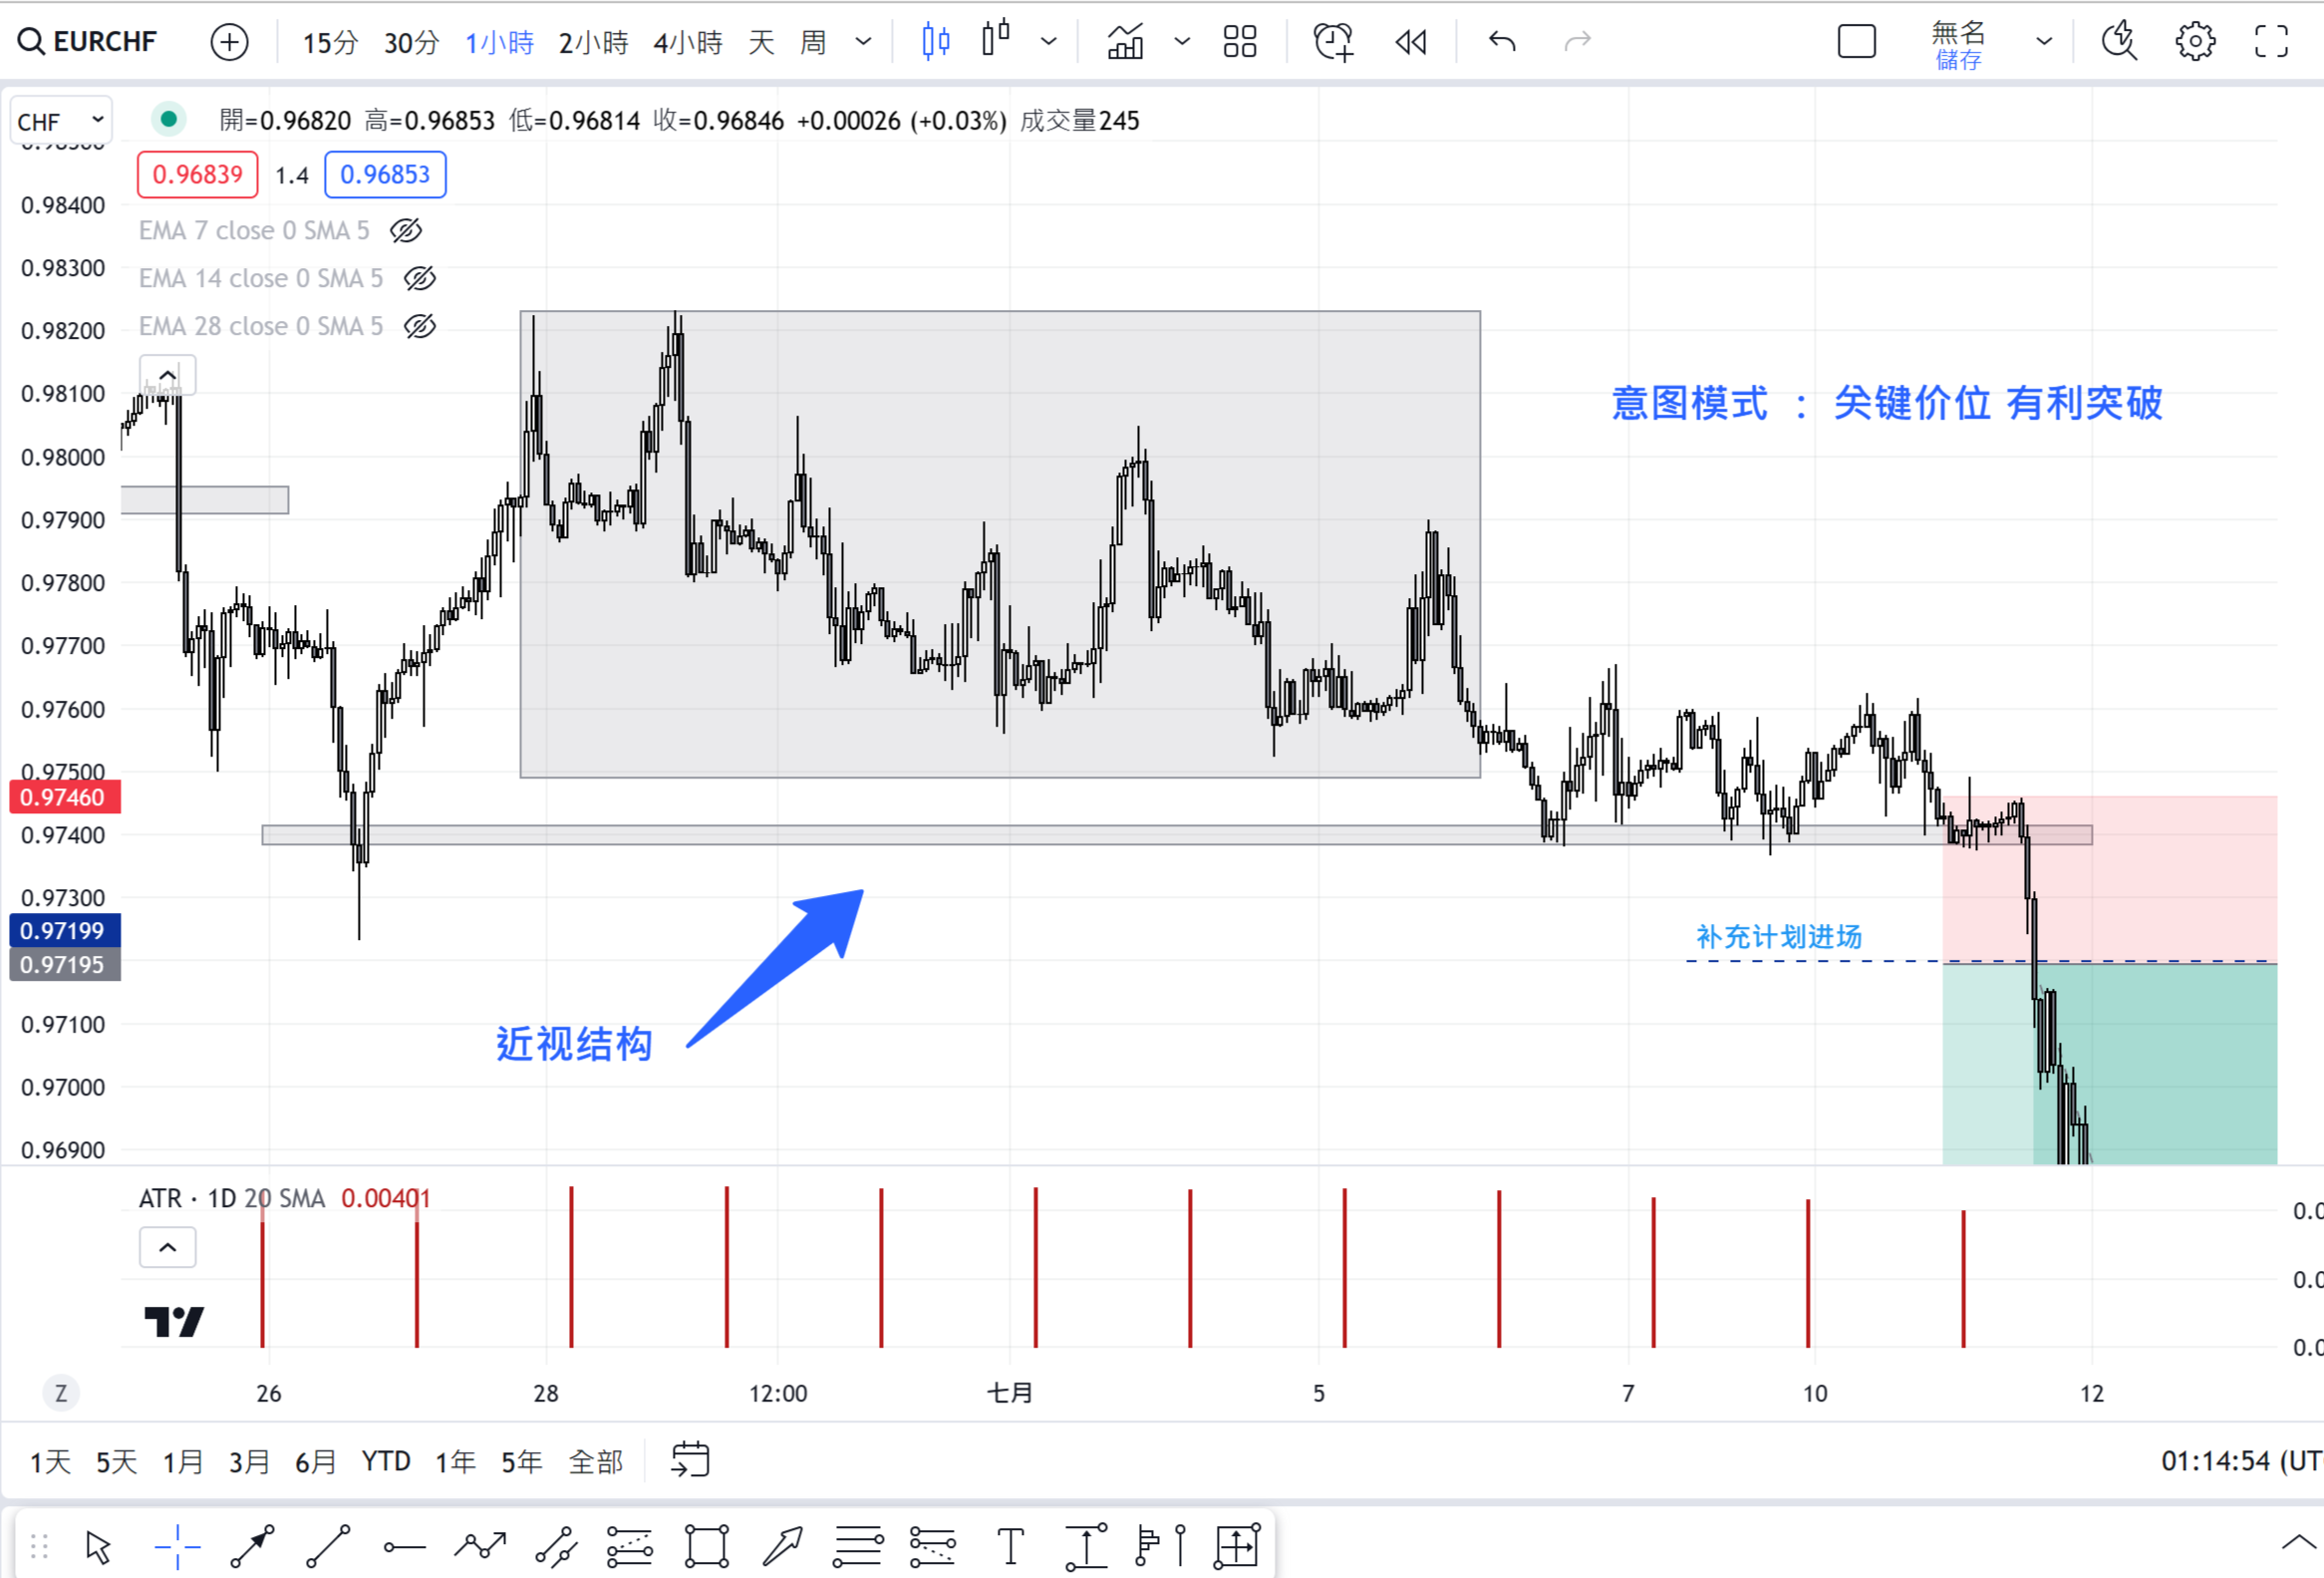 EURCHF
15分 30分 1小時 2小時 4小時 天 周
無名
儲存
CHF
開=0.96820 高=0.96853 低=0.96814 收=0.96846 +0.00026 (+0.03%) 成交量245
0.96839 1.4 0.96853
EMA 7 close 0 SMA 5
EMA 14 close 0 SMA 5
EMA 28 close 0 SMA 5
0.98400
0.98300
0.98200
0.98100
0.98000
0.97900
0.97800
0.97700
0.97600
0.97500
0.97460
0.97400
0.97300
0.97199
0.97195
0.97100
0.97000
0.96900
意图模式 : 关键价位 有利突破
补充计划进场
近视结构
ATR · 1D 20 SMA 0.00401
Z
26 28 12:00 七月 5 7 10 12
1天 5天 1月 3月 6月 YTD 1年 5年 全部
01:14:54 (UT
T